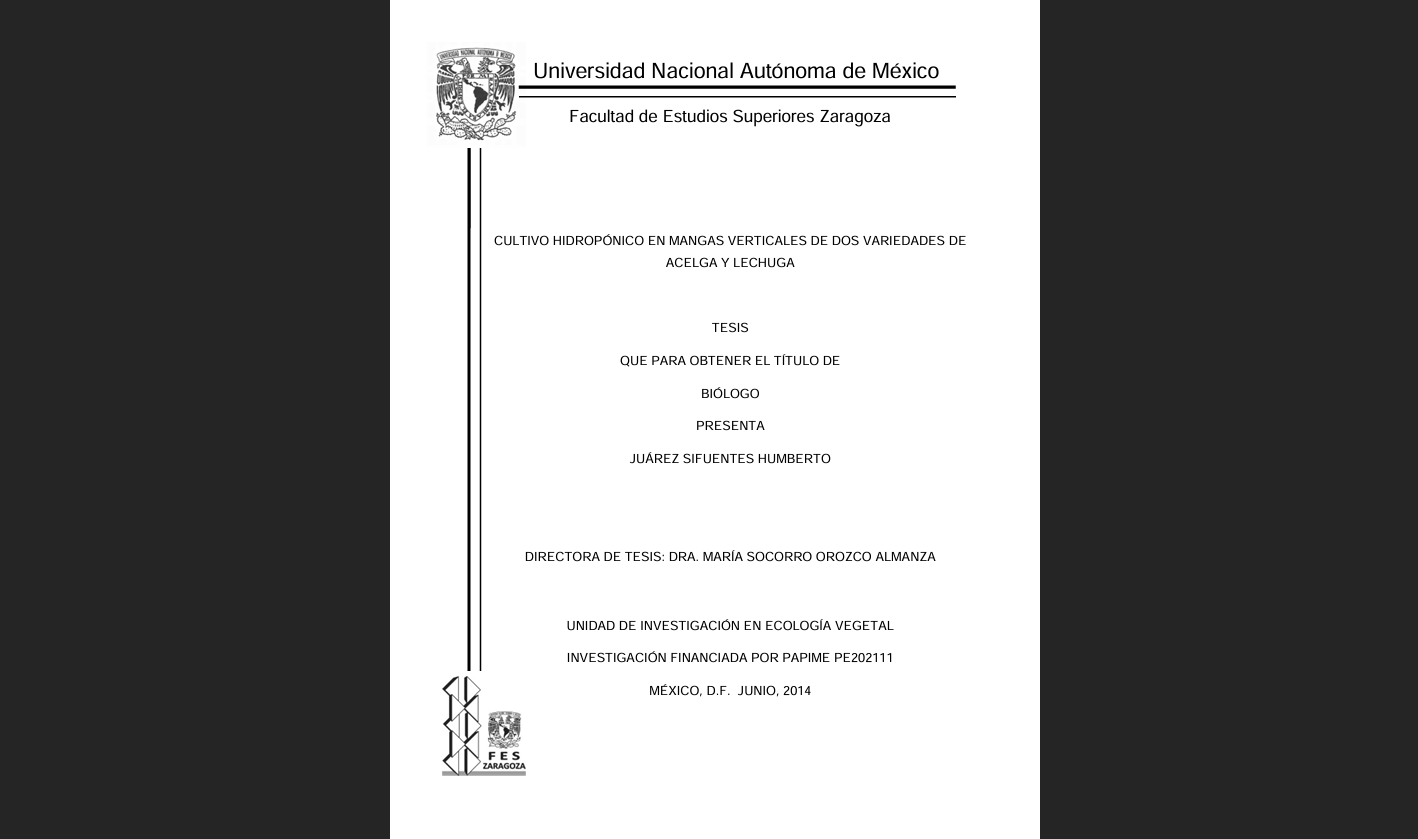 Universidad Nacional Autónoma de México
Facultad de Estudios Superiores Zaragoza
CULTIVO HIDROPÓNICO EN MANGAS VERTICALES DE DOS VARIEDADES DE
ACELGA Y LECHUGA
TESIS
QUE PARA OBTENER EL TÍTULO DE
BIÓLOGO
PRESENTA
JUÁREZ SIFUENTES HUMBERTO
DIRECTORA DE TESIS: DRA. MARÍA SOCORRO OROZCO ALMANZA
UNIDAD DE INVESTIGACIÓN EN ECOLOGÍA VEGETAL
INVESTIGACIÓN FINANCIADA POR PAPIME PE202111
MÉXICO, D.F.  JUNIO, 2014
FES
ZARAGOZA